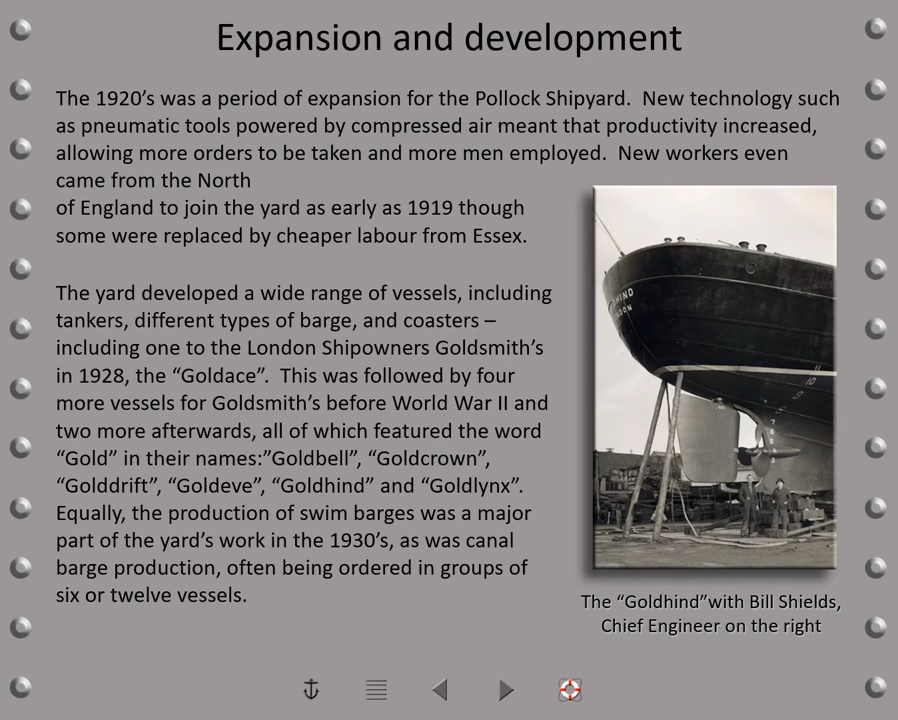 Expansion and development
The 1920’s was a period of expansion for the Pollock Shipyard.  New technology such
as pneumatic tools powered by compressed air meant that productivity increased,
allowing more orders to be taken and more men employed.  New workers even
came from the North
of England to join the yard as early as 1919 though
some were replaced by cheaper labour from Essex.
The yard developed a wide range of vessels, including
tankers, different types of barge, and coasters –
including one to the London Shipowners Goldsmith’s
in 1928, the “Goldace”.  This was followed by four
more vessels for Goldsmith’s before World War II and
two more afterwards, all of which featured the word
“Gold” in their names:”Goldbell”, “Goldcrown”,
“Golddrift”, “Goldeve”, “Goldhind” and “Goldlynx”.
Equally, the production of swim barges was a major
part of the yard’s work in the 1930’s, as was canal
barge production, often being ordered in groups of
six or twelve vessels.
The “Goldhind”with Bill Shields,
Chief Engineer on the right